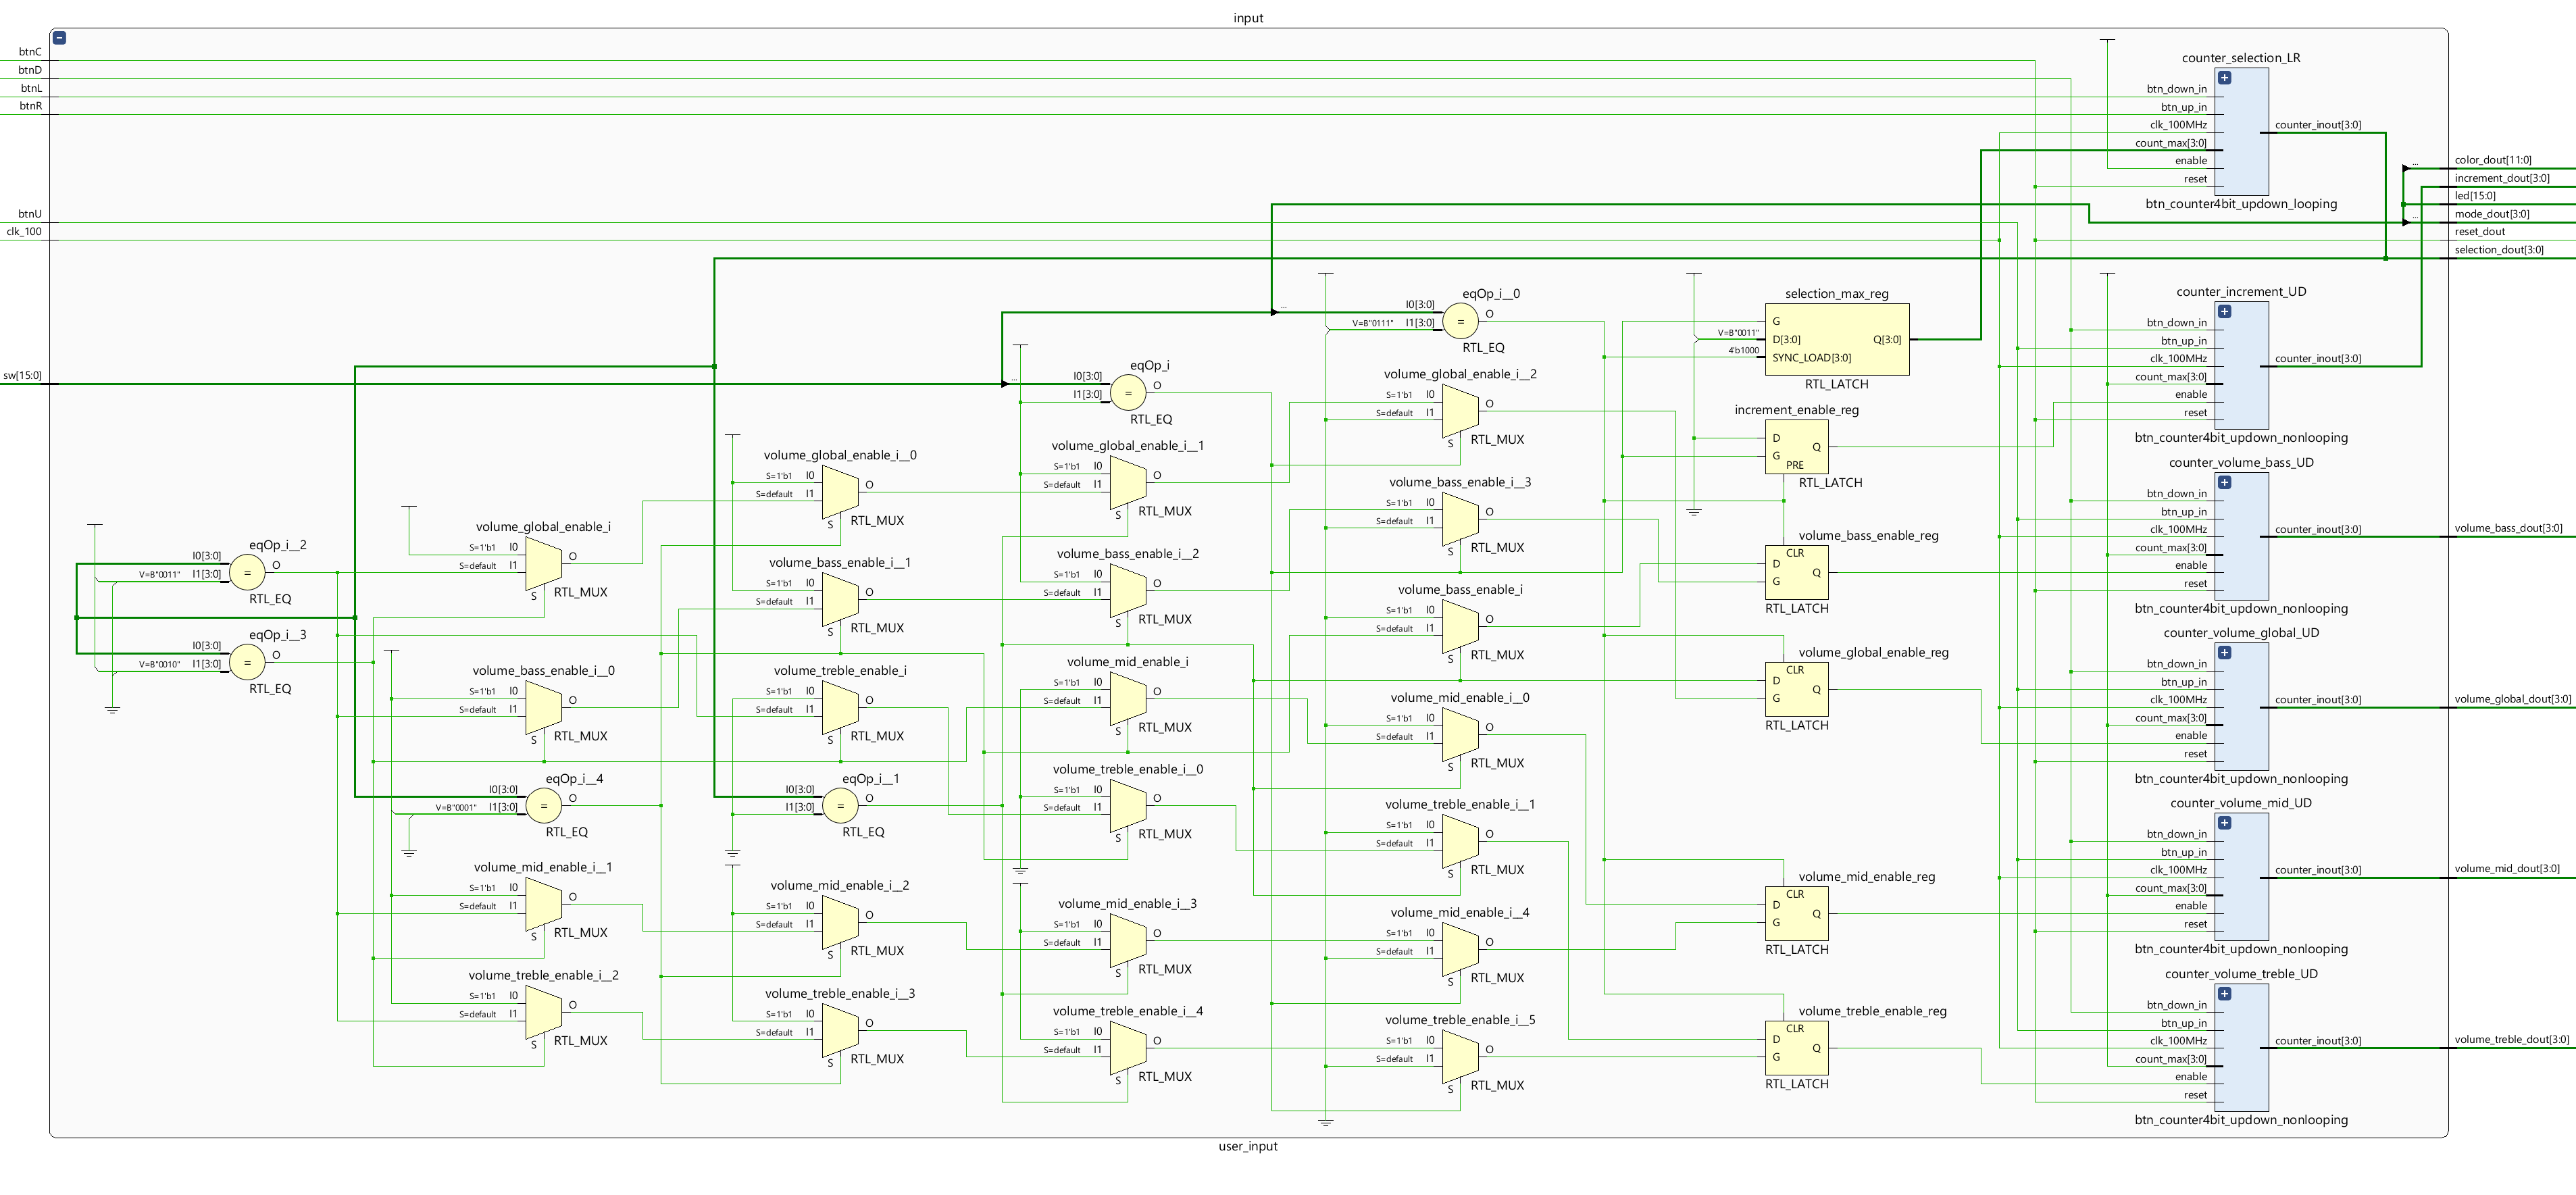 input
btnC
btnD
btnL
btnR
btnU
clk_100
sw[15:0]
counter_selection_LR
btn_down_in
btn_up_in
clk_100MHz
count_max[3:0]
enable
reset
counter_inout[3:0]
btn_counter4bit_updown_looping
...
color_dout[11:0]
increment_dout[3:0]
led[15:0]
...
mode_dout[3:0]
reset_dout
selection_dout[3:0]
eqOp_i__2
I0[3:0]
V=B"0011" I1[3:0]
=
O
RTL_EQ
eqOp_i__3
I0[3:0]
V=B"0010" I1[3:0]
=
O
RTL_EQ
volume_global_enable_i
S=1'b1 I0
S=default I1
S
O
RTL_MUX
volume_bass_enable_i__0
S=1'b1 I0
S=default I1
S
O
RTL_MUX
eqOp_i__4
I0[3:0]
V=B"0001" I1[3:0]
=
O
RTL_EQ
volume_mid_enable_i__1
S=1'b1 I0
S=default I1
S
O
RTL_MUX
volume_treble_enable_i__2
S=1'b1 I0
S=default I1
S
O
RTL_MUX
volume_global_enable_i__0
S=1'b1 I0
S=default I1
S
O
RTL_MUX
volume_bass_enable_i__1
S=1'b1 I0
S=default I1
S
O
RTL_MUX
volume_treble_enable_i
S=1'b1 I0
S=default I1
S
O
RTL_MUX
eqOp_i__1
I0[3:0]
I1[3:0]
=
O
RTL_EQ
volume_mid_enable_i__2
S=1'b1 I0
S=default I1
S
O
RTL_MUX
volume_treble_enable_i__3
S=1'b1 I0
S=default I1
S
O
RTL_MUX
...
eqOp_i
I0[3:0]
I1[3:0]
=
O
RTL_EQ
volume_global_enable_i__1
S=1'b1 I0
S=default I1
S
O
RTL_MUX
volume_bass_enable_i__2
S=1'b1 I0
S=default I1
S
O
RTL_MUX
volume_mid_enable_i
S=1'b1 I0
S=default I1
S
O
RTL_MUX
volume_treble_enable_i__0
S=1'b1 I0
S=default I1
S
O
RTL_MUX
volume_mid_enable_i__3
S=1'b1 I0
S=default I1
S
O
RTL_MUX
volume_treble_enable_i__4
S=1'b1 I0
S=default I1
S
O
RTL_MUX
...
eqOp_i__0
I0[3:0]
V=B"0111" I1[3:0]
=
O
RTL_EQ
volume_global_enable_i__2
S=1'b1 I0
S=default I1
S
O
RTL_MUX
volume_bass_enable_i__3
S=1'b1 I0
S=default I1
S
O
RTL_MUX
volume_bass_enable_i
S=1'b1 I0
S=default I1
S
O
RTL_MUX
volume_mid_enable_i__0
S=1'b1 I0
S=default I1
S
O
RTL_MUX
volume_treble_enable_i__1
S=1'b1 I0
S=default I1
S
O
RTL_MUX
volume_mid_enable_i__4
S=1'b1 I0
S=default I1
S
O
RTL_MUX
volume_treble_enable_i__5
S=1'b1 I0
S=default I1
S
O
RTL_MUX
selection_max_reg
G
V=B"0011" D[3:0] Q[3:0]
4'b1000 SYNC_LOAD[3:0]
RTL_LATCH
increment_enable_reg
D
G
PRE
Q
RTL_LATCH
volume_bass_enable_reg
CLR
D
G
Q
RTL_LATCH
volume_global_enable_reg
CLR
D
G
Q
RTL_LATCH
volume_mid_enable_reg
CLR
D
G
Q
RTL_LATCH
volume_treble_enable_reg
CLR
D
G
Q
RTL_LATCH
counter_increment_UD
btn_down_in
btn_up_in
clk_100MHz
count_max[3:0]
enable
reset
counter_inout[3:0]
btn_counter4bit_updown_nonlooping
counter_volume_bass_UD
btn_down_in
btn_up_in
clk_100MHz
count_max[3:0]
enable
reset
counter_inout[3:0]
btn_counter4bit_updown_nonlooping
volume_bass_dout[3:0]
counter_volume_global_UD
btn_down_in
btn_up_in
clk_100MHz
count_max[3:0]
enable
reset
counter_inout[3:0]
btn_counter4bit_updown_nonlooping
volume_global_dout[3:0]
counter_volume_mid_UD
btn_down_in
btn_up_in
clk_100MHz
count_max[3:0]
enable
reset
counter_inout[3:0]
btn_counter4bit_updown_nonlooping
volume_mid_dout[3:0]
counter_volume_treble_UD
btn_down_in
btn_up_in
clk_100MHz
count_max[3:0]
enable
reset
counter_inout[3:0]
btn_counter4bit_updown_nonlooping
volume_treble_dout[3:0]
user_input